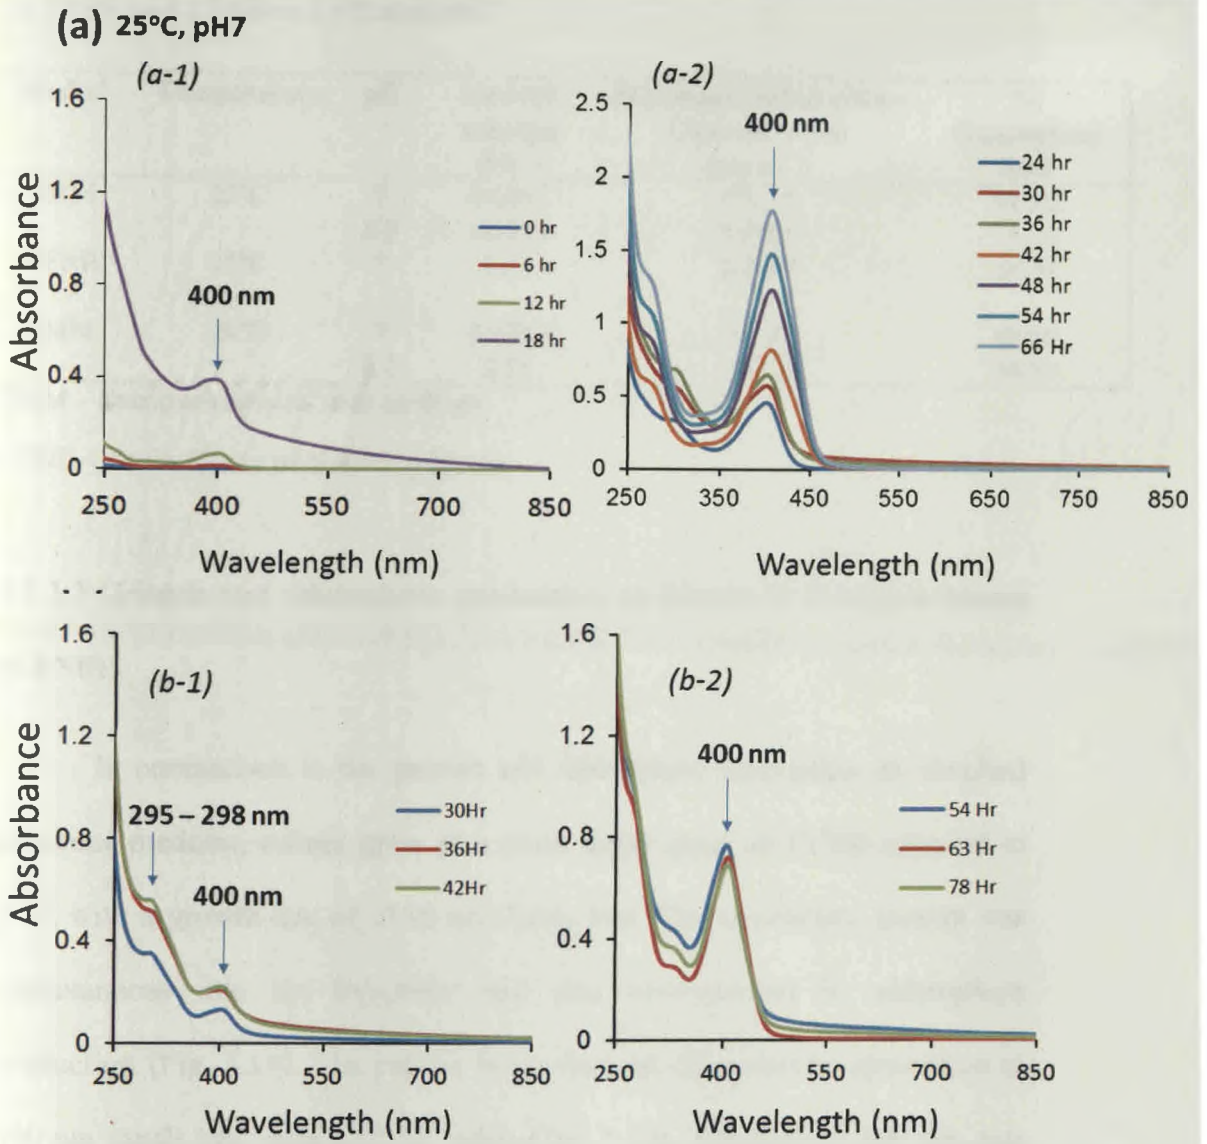 (a) 25°C, pH7
(a-1)
1.6
1.2
0.8
0.4
0
Absorbance
400 nm
0 hr
6 hr
12 hr
18 hr
250 400 550 700 850
Wavelength (nm)
(a-2)
2.5
2
1.5
1
0.5
0
400 nm
24 hr
30 hr
36 hr
42 hr
48 hr
54 hr
66 Hr
250 350 450 550 650 750 850
Wavelength (nm)
(b-1)
1.6
1.2
0.8
0.4
0
Absorbance
295 – 298 nm
400 nm
30Hr
36Hr
42Hr
250 400 550 700 850
Wavelength (nm)
(b-2)
1.6
1.2
0.8
0.4
0
400 nm
54 Hr
63 Hr
78 Hr
250 400 550 700 850
Wavelength (nm)